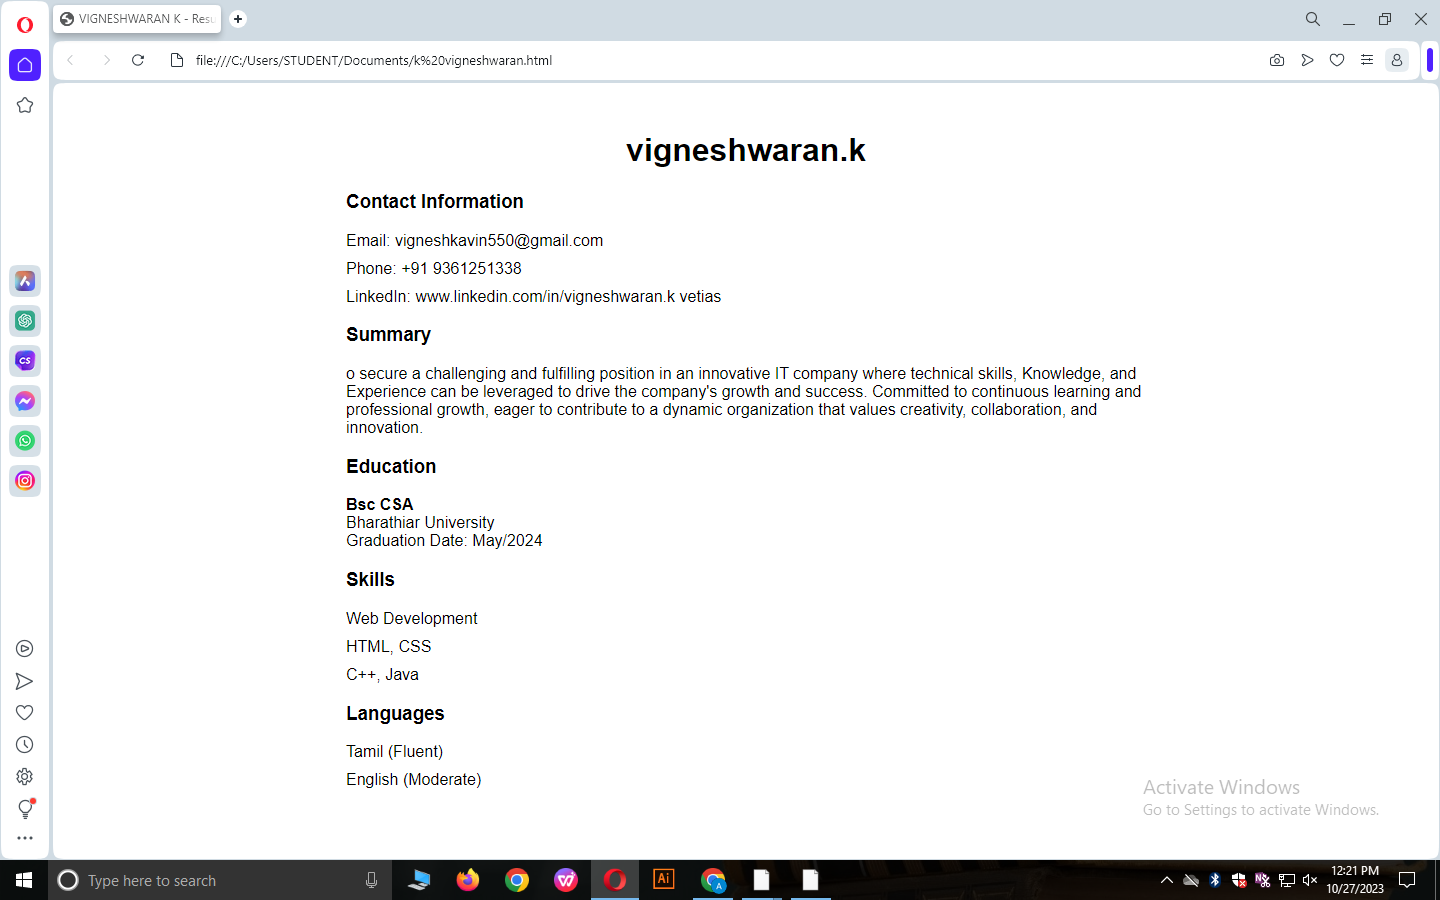 VIGNESHWARAN K - Resu
file:///C:/Users/STUDENT/Documents/k%20vigneshwaran.html
vigneshwaran.k
Contact Information
Email: vigneshkavin550@gmail.com
Phone: +91 9361251338
LinkedIn: www.linkedin.com/in/vigneshwaran.k vetias
Summary
o secure a challenging and fulfilling position in an innovative IT company where technical skills, Knowledge, and
Experience can be leveraged to drive the company's growth and success. Committed to continuous learning and
professional growth, eager to contribute to a dynamic organization that values creativity, collaboration, and
innovation.
Education
Bsc CSA
Bharathiar University
Graduation Date: May/2024
Skills
Web Development
HTML, CSS
C++, Java
Languages
Tamil (Fluent)
English (Moderate)
CS
Activate Windows
Go to Settings to activate Windows.
Type here to search
Ai
A
12:21 PM
10/27/2023